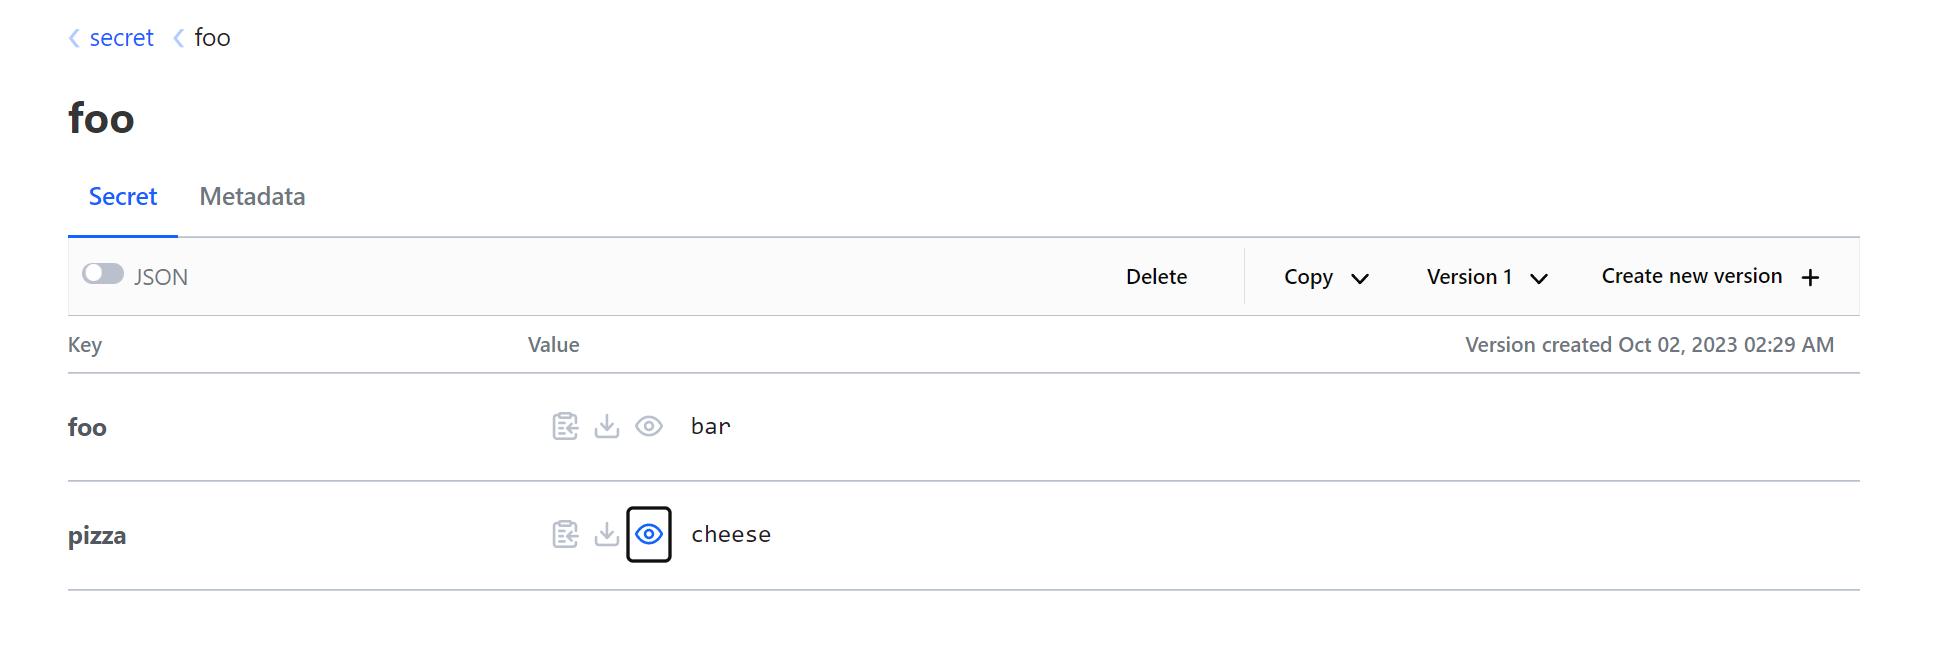 secret foo
foo
Secret Metadata
JSON Delete Copy Version 1 Create new version +
Key Value Version created Oct 02, 2023 02:29 AM
foo bar
pizza cheese